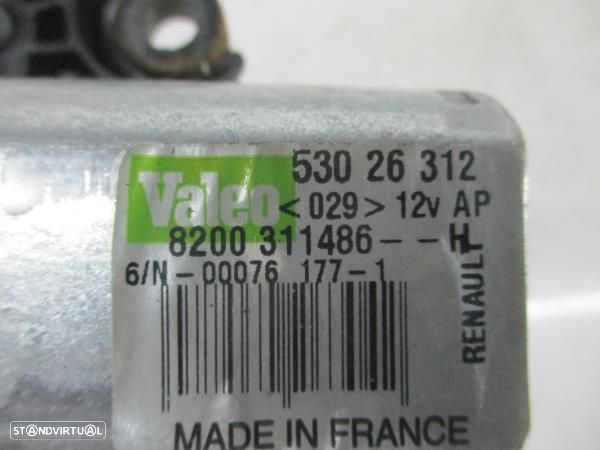 Valeo
530 26 312
<029> 12v AP
8200 311486--H
6/N-00076 177-1
RENAULT
MADE IN FRANCE
STANDVIRTUAL